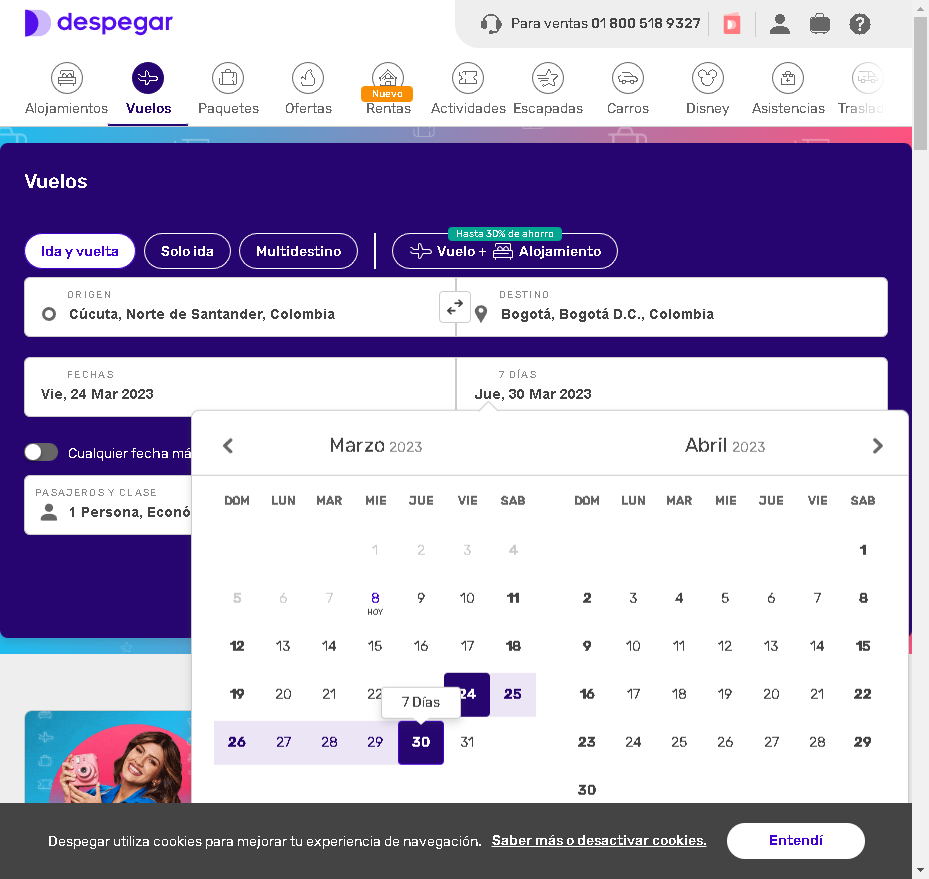 despegar
Para ventas 01 800 518 9327
Alojamientos
Vuelos
Paquetes
Ofertas
Nuevo
Rentas
Actividades
Escapadas
Carros
Disney
Asistencias
Traslad
Vuelos
Ida y vuelta
Solo ida
Multidestino
Hasta 30% de ahorro
Vuelo + Alojamiento
ORIGEN
Cúcuta, Norte de Santander, Colombia
DESTINO
Bogotá, Bogotá D.C., Colombia
FECHAS
Vie, 24 Mar 2023
7 DÍAS
Jue, 30 Mar 2023
Cualquier fecha má
PASAJEROS Y CLASE
1 Persona, Econó
Marzo 2023
DOM LUN MAR MIE JUE VIE SAB
1 2 3 4
5 6 7 8 9 10 11
HOY
12 13 14 15 16 17 18
19 20 21 22 24 25
7 Días
26 27 28 29 30 31
Abril 2023
DOM LUN MAR MIE JUE VIE SAB
1
2 3 4 5 6 7 8
9 10 11 12 13 14 15
16 17 18 19 20 21 22
23 24 25 26 27 28 29
30
Despegar utiliza cookies para mejorar tu experiencia de navegación. Saber más o desactivar cookies.
Entendí